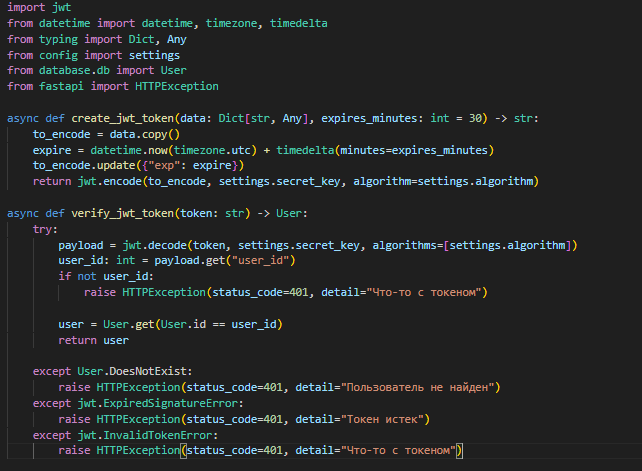 import jwt
from datetime import datetime, timezone, timedelta
from typing import Dict, Any
from config import settings
from database.db import User
from fastapi import HTTPException

async def create_jwt_token(data: Dict[str, Any], expires_minutes: int = 30) -> str:
    to_encode = data.copy()
    expire = datetime.now(timezone.utc) + timedelta(minutes=expires_minutes)
    to_encode.update({"exp": expire})
    return jwt.encode(to_encode, settings.secret_key, algorithm=settings.algorithm)

async def verify_jwt_token(token: str) -> User:
    try:
        payload = jwt.decode(token, settings.secret_key, algorithms=[settings.algorithm])
        user_id: int = payload.get("user_id")
        if not user_id:
            raise HTTPException(status_code=401, detail="Что-то с токеном")

        user = User.get(User.id == user_id)
        return user

    except User.DoesNotExist:
        raise HTTPException(status_code=401, detail="Пользователь не найден")
    except jwt.ExpiredSignatureError:
        raise HTTPException(status_code=401, detail="Токен истек")
    except jwt.InvalidTokenError:
        raise HTTPException(status_code=401, detail="Что-то с токеном")